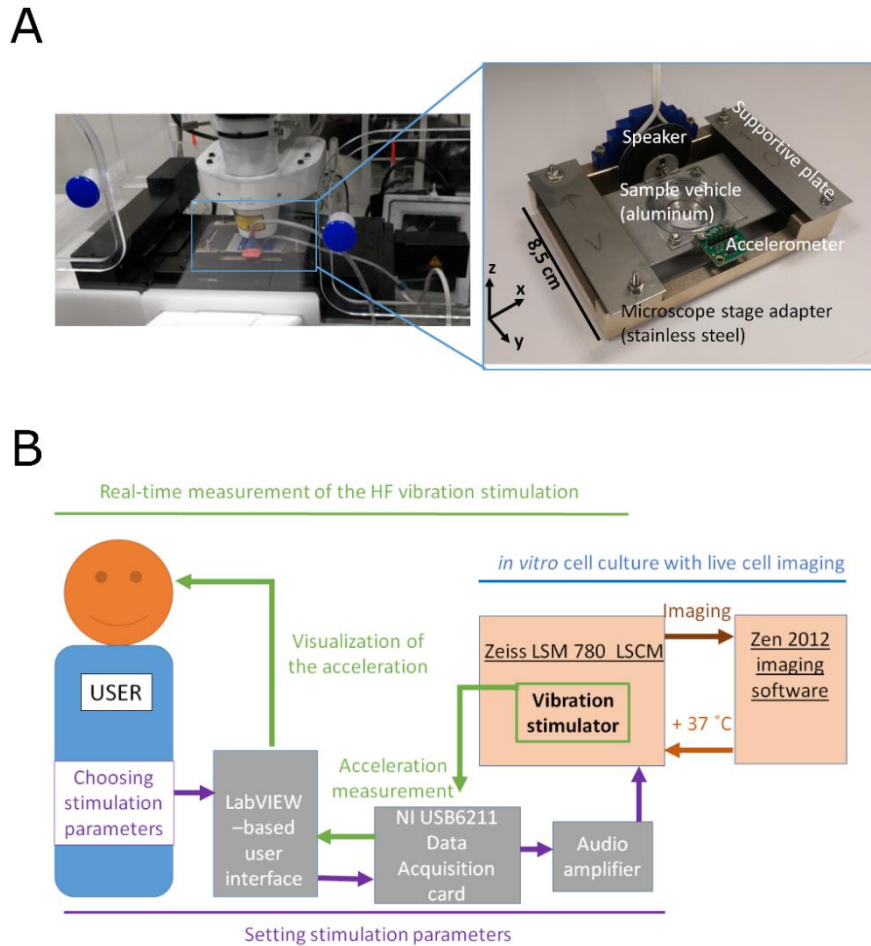 A
Speaker
Supportive plate
Sample vehicle
(aluminum)
Accelerometer
8,5 cm
z
x
y
Microscope stage adapter
(stainless steel)
B
Real-time measurement of the HF vibration stimulation
in vitro cell culture with live cell imaging
Imaging
Visualization of
the acceleration
Zeiss LSM 780 LSCM
Zen 2012
imaging
software
USER
Vibration
stimulator
+ 37 ˚C
Choosing
stimulation
parameters
Acceleration
measurement
LabVIEW
–based
user
interface
NI USB6211
Data
Acquisition
card
Audio
amplifier
Setting stimulation parameters